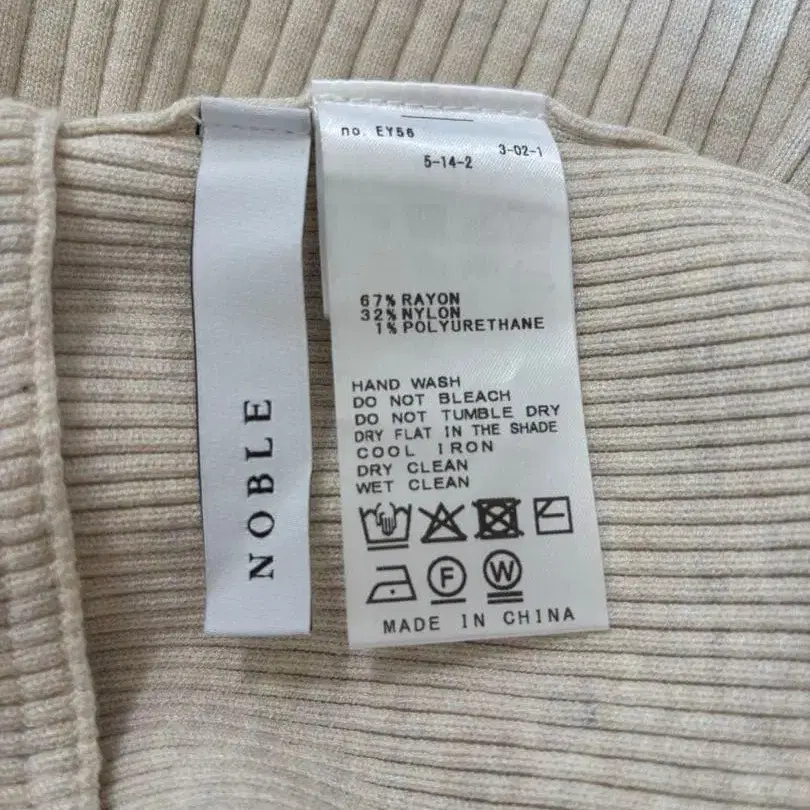 NOBLE
no. EY56
3-02-1
5-14-2
67% RAYON
32% NYLON
1% POLYURETHANE
HAND WASH
DO NOT BLEACH
DO NOT TUMBLE DRY
DRY FLAT IN THE SHADE
COOL IRON
DRY CLEAN
WET CLEAN
F W
MADE IN CHINA